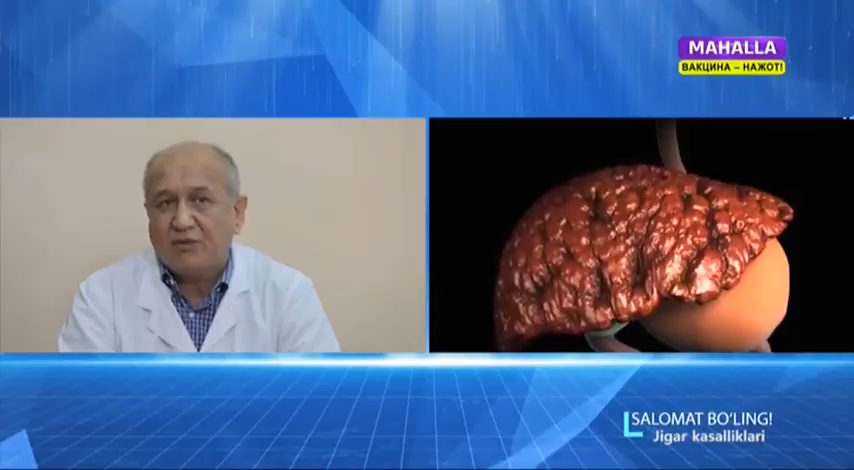 MAHALLA
ВАКЦИНА – НАЖОТ!
SALOMAT BO'LING!
Jigar kasalliklari